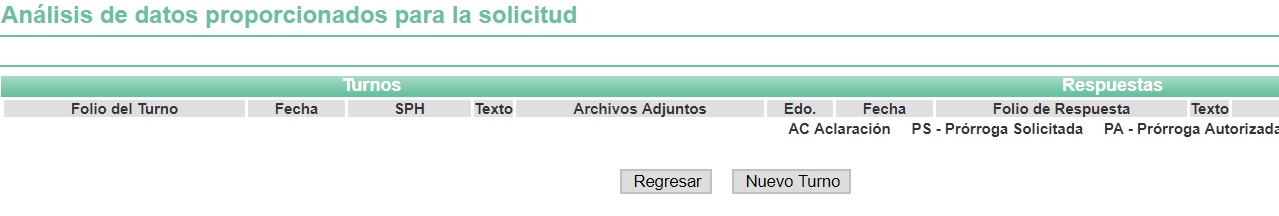 Análisis de datos proporcionados para la solicitud
Turnos Respuestas
Folio del Turno Fecha SPH Texto Archivos Adjuntos Edo. Fecha Folio de Respuesta Texto
AC Aclaración PS - Prórroga Solicitada PA - Prórroga Autorizada
Regresar Nuevo Turno